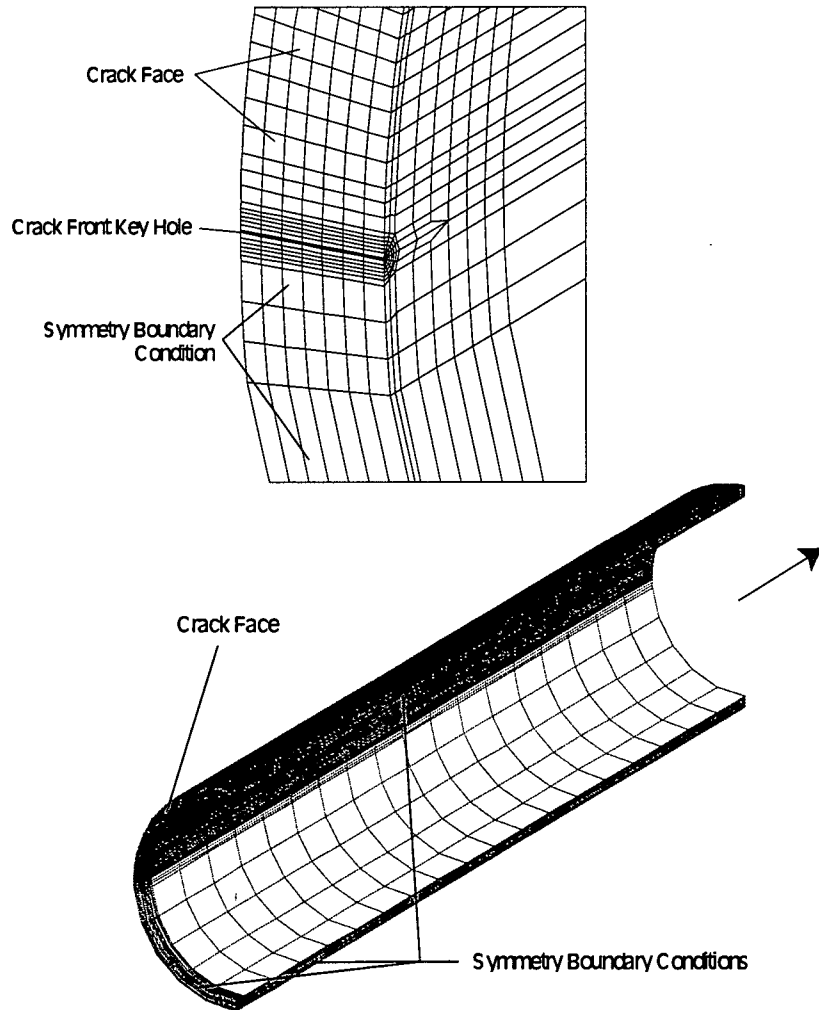 Crack Face
Crack Front Key Hole
Symmetry Boundary
Condition
Crack Face
Symmetry Boundary Conditions